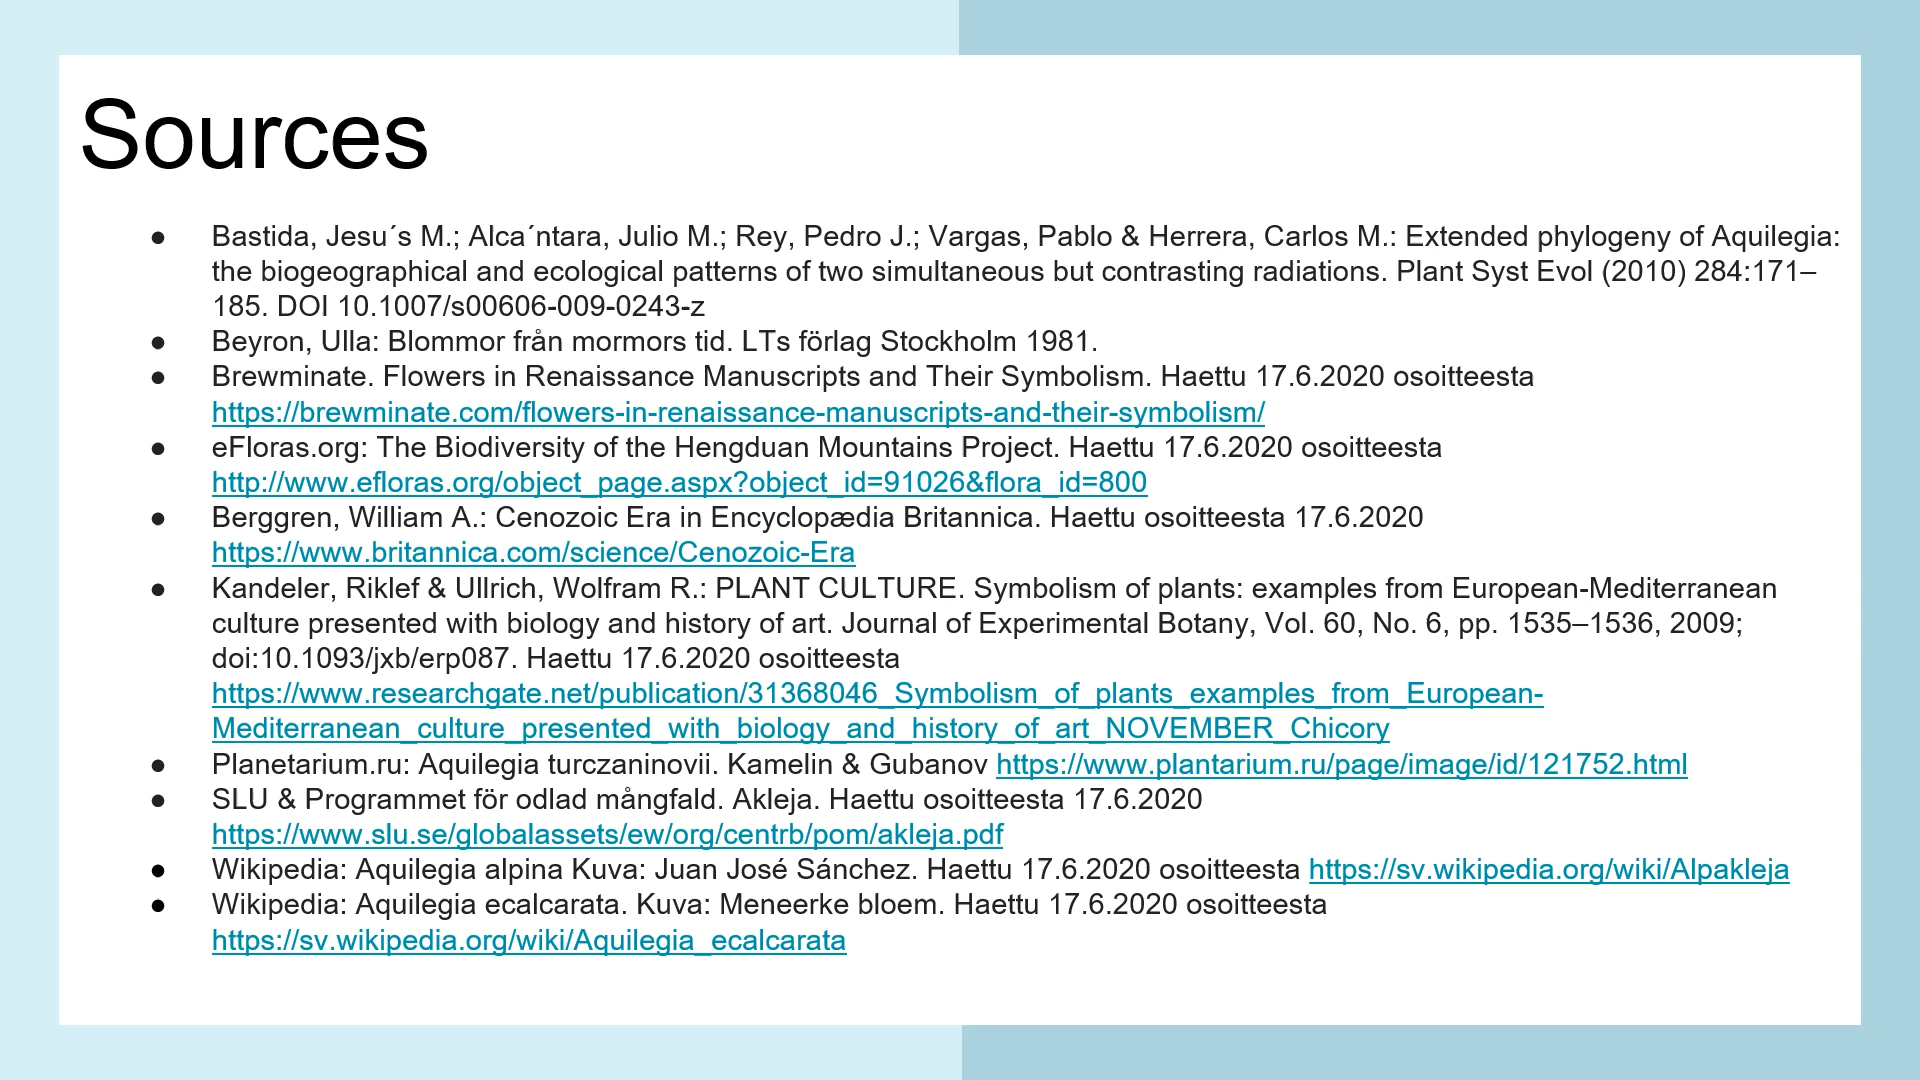 Sources
● Bastida, Jesu´s M.; Alca´ntara, Julio M.; Rey, Pedro J.; Vargas, Pablo & Herrera, Carlos M.: Extended phylogeny of Aquilegia:
the biogeographical and ecological patterns of two simultaneous but contrasting radiations. Plant Syst Evol (2010) 284:171–
185. DOI 10.1007/s00606-009-0243-z
● Beyron, Ulla: Blommor från mormors tid. LTs förlag Stockholm 1981.
● Brewminate. Flowers in Renaissance Manuscripts and Their Symbolism. Haettu 17.6.2020 osoitteesta
https://brewminate.com/flowers-in-renaissance-manuscripts-and-their-symbolism/
● eFloras.org: The Biodiversity of the Hengduan Mountains Project. Haettu 17.6.2020 osoitteesta
http://www.efloras.org/object_page.aspx?object_id=91026&flora_id=800
● Berggren, William A.: Cenozoic Era in Encyclopædia Britannica. Haettu osoitteesta 17.6.2020
https://www.britannica.com/science/Cenozoic-Era
● Kandeler, Riklef & Ullrich, Wolfram R.: PLANT CULTURE. Symbolism of plants: examples from European-Mediterranean
culture presented with biology and history of art. Journal of Experimental Botany, Vol. 60, No. 6, pp. 1535–1536, 2009;
doi:10.1093/jxb/erp087. Haettu 17.6.2020 osoitteesta
https://www.researchgate.net/publication/31368046_Symbolism_of_plants_examples_from_European-
Mediterranean_culture_presented_with_biology_and_history_of_art_NOVEMBER_Chicory
● Planetarium.ru: Aquilegia turczaninovii. Kamelin & Gubanov https://www.plantarium.ru/page/image/id/121752.html
● SLU & Programmet för odlad mångfald. Akleja. Haettu osoitteesta 17.6.2020
https://www.slu.se/globalassets/ew/org/centrb/pom/akleja.pdf
● Wikipedia: Aquilegia alpina Kuva: Juan José Sánchez. Haettu 17.6.2020 osoitteesta https://sv.wikipedia.org/wiki/Alpakleja
● Wikipedia: Aquilegia ecalcarata. Kuva: Meneerke bloem. Haettu 17.6.2020 osoitteesta
https://sv.wikipedia.org/wiki/Aquilegia_ecalcarata